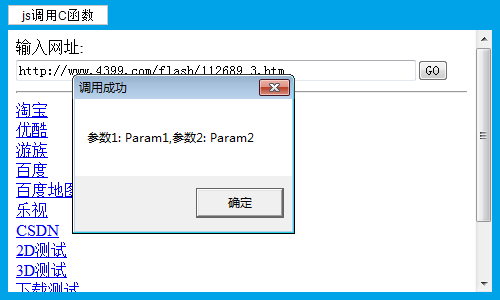 js调用C函数
输入网址:
http://www.4399.com/flash/112689_3.htm
GO
调用成功
参数1: Param1,参数2: Param2
确定
淘宝
优酷
游族
百度
百度地图
乐视
CSDN
2D测试
3D测试
下载测试